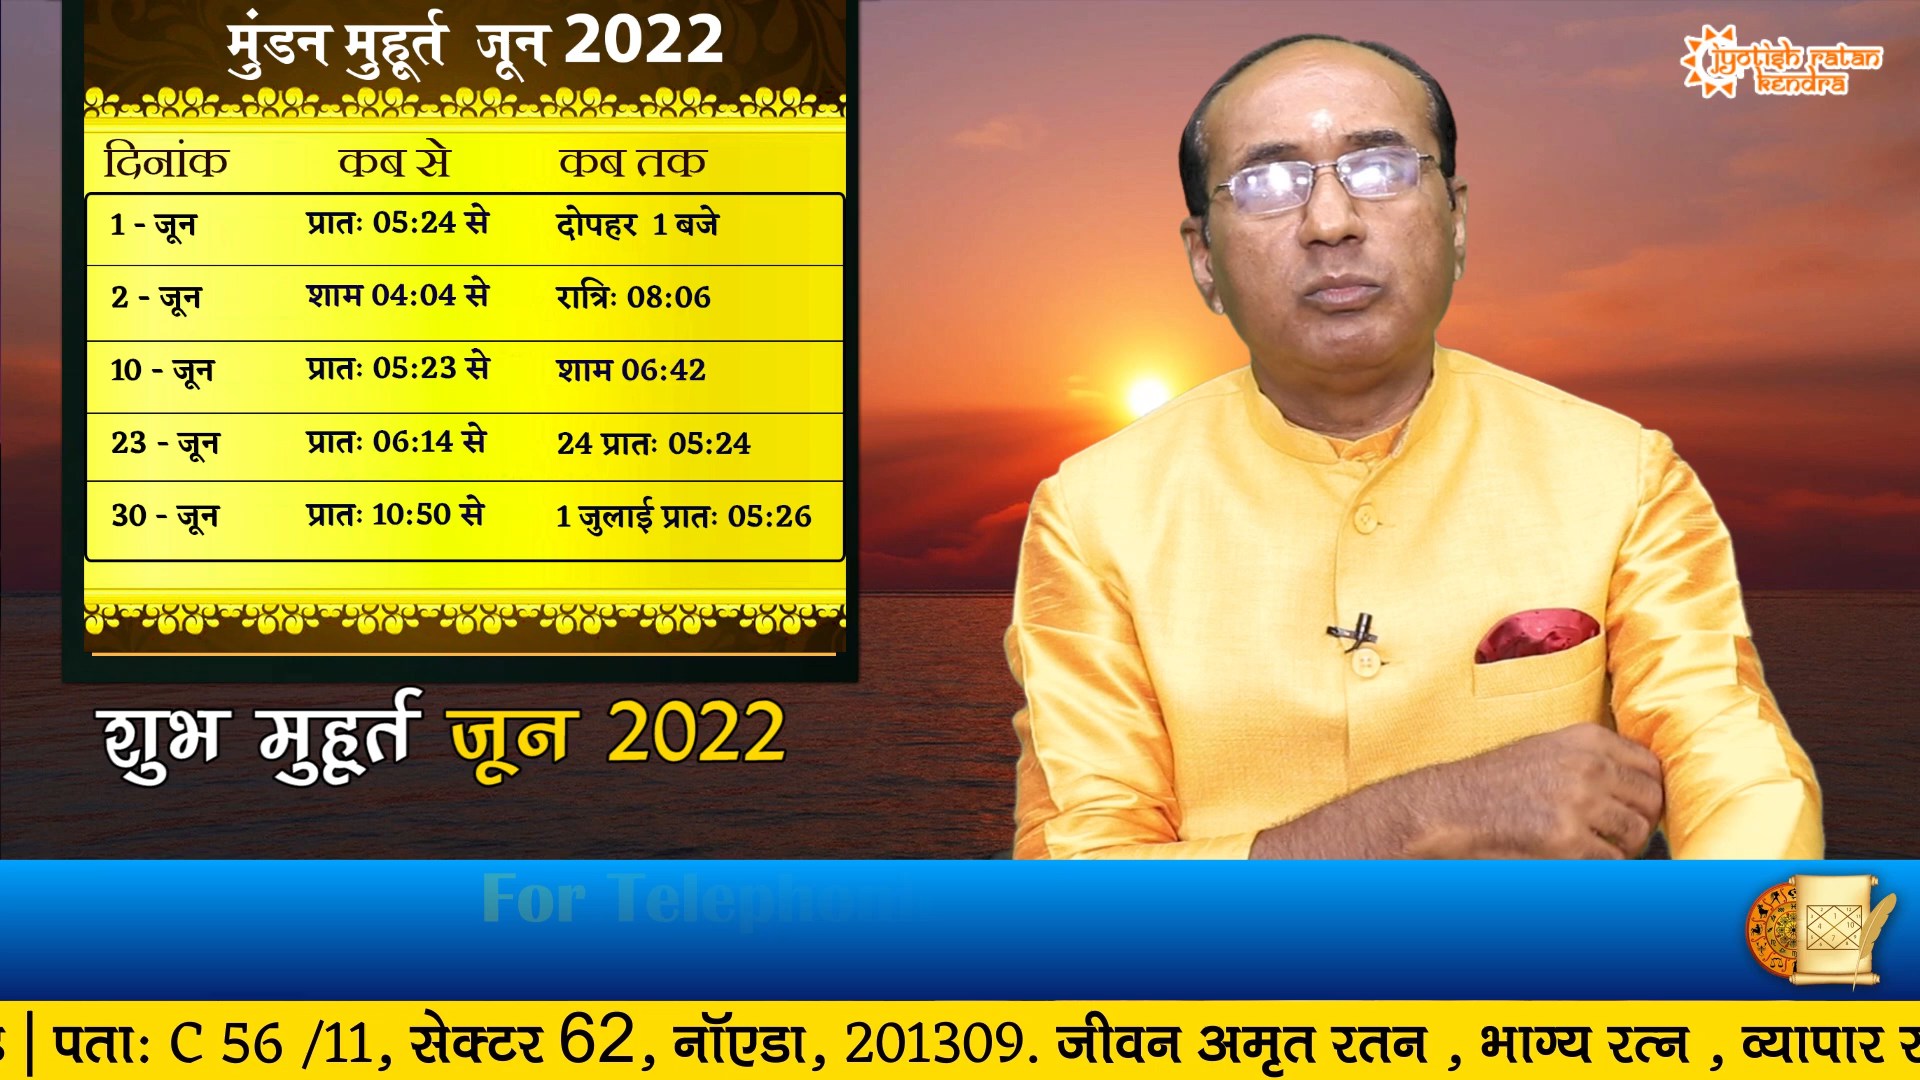 मुंडन मुहूर्त जून 2022
दिनांक कब से कब तक
1 - जून प्रातः 05:24 से दोपहर 1 बजे
2 - जून शाम 04:04 से रात्रिः 08:06
10 - जून प्रातः 05:23 से शाम 06:42
23 - जून प्रातः 06:14 से 24 प्रातः 05:24
30 - जून प्रातः 10:50 से 1 जुलाई प्रातः 05:26
शुभ मुहूर्त जून 2022
jyotish ratan
kendra
For
| पताः C 56 /11, सेक्टर 62, नॉएडा, 201309. जीवन अमृत रतन , भाग्य रत्न , व्यापार